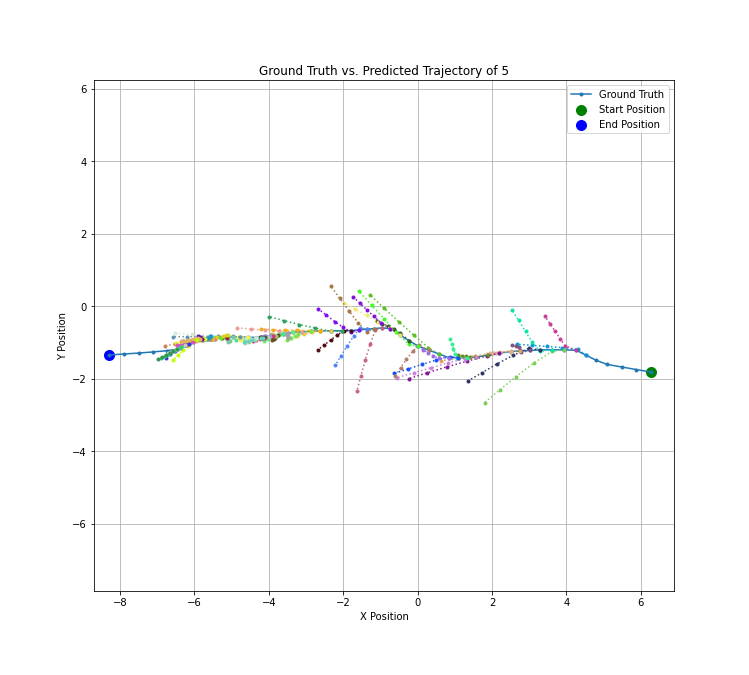 Ground Truth vs. Predicted Trajectory of 5
Ground Truth
Start Position
End Position
6
4
2
0
−2
−4
−6
Y Position
−8
−6
−4
−2
0
2
4
6
X Position